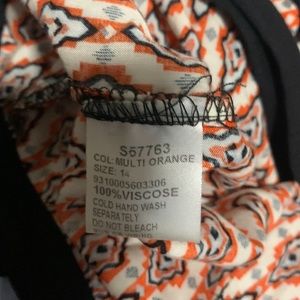 S67763
COL: MULTI ORANGE
SIZE: 14
9310005603306
100%VISCOSE
COLD HAND WASH
SEPARATELY
DO NOT BLEACH